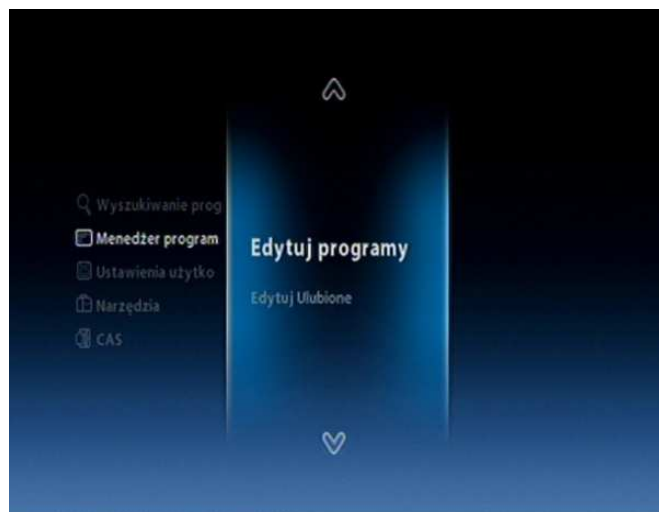 Wyszukiwanie prog
Menedżer program
Ustawienia użytko
Narzędzia
CAS
Edytuj programy
Edytuj Ulubione